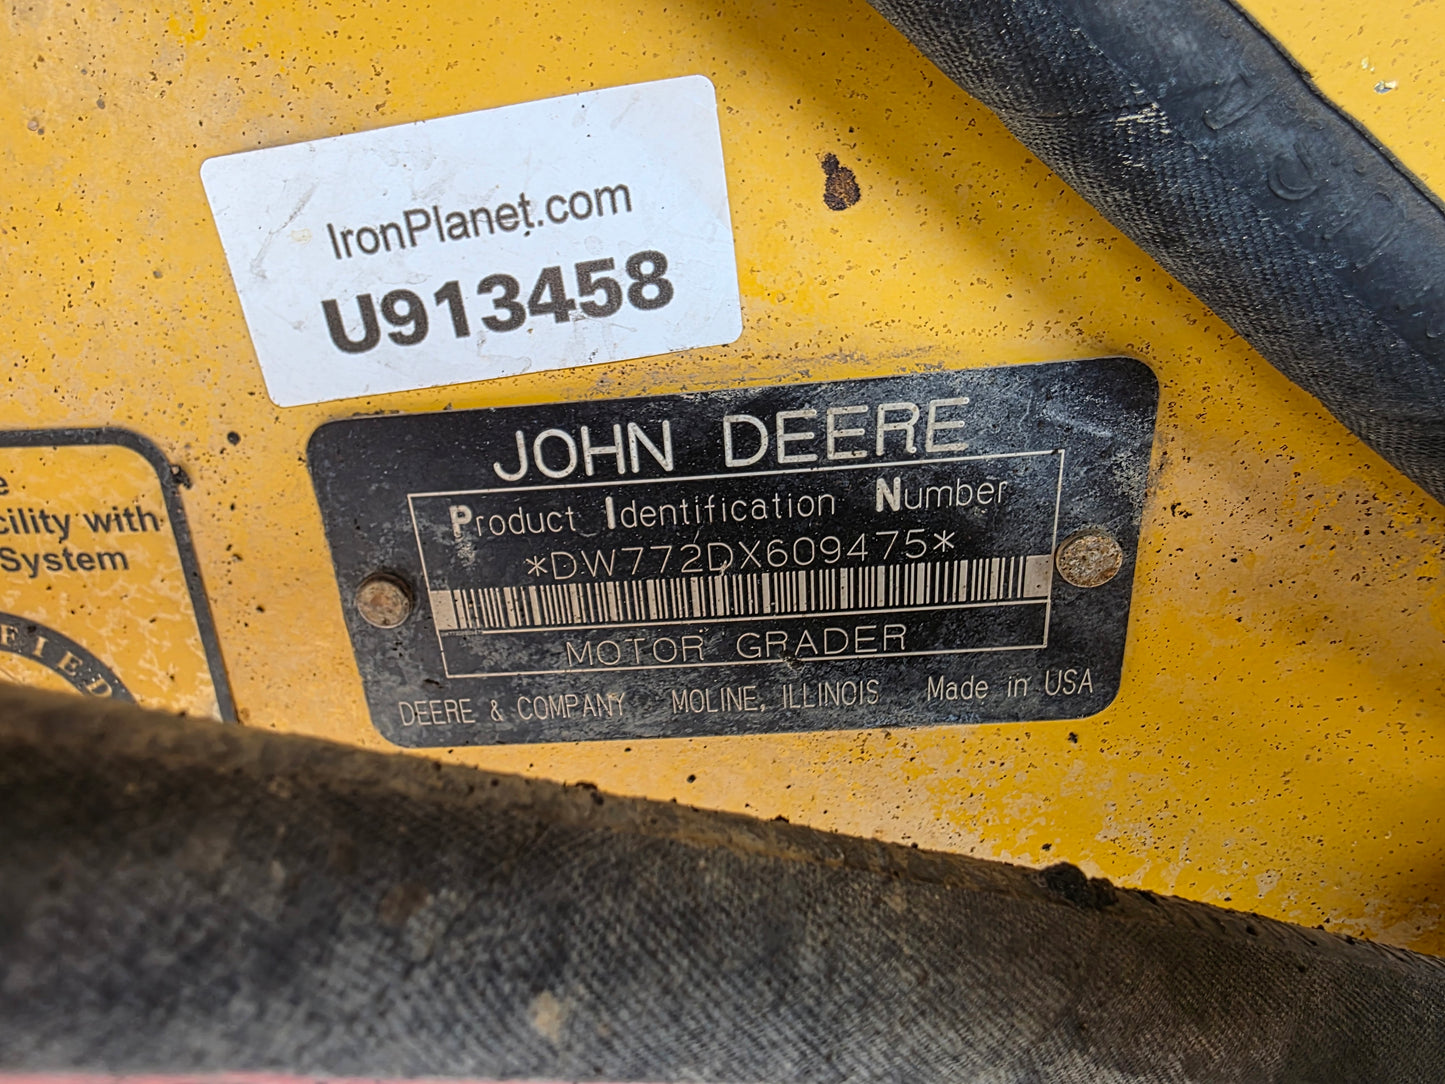 IronPlanet.com
U913458
JOHN DEERE
Product Identification Number
*DW772DX609475*
MOTOR GRADER
DEERE & COMPANY MOLINE, ILLINOIS Made in USA
with
System